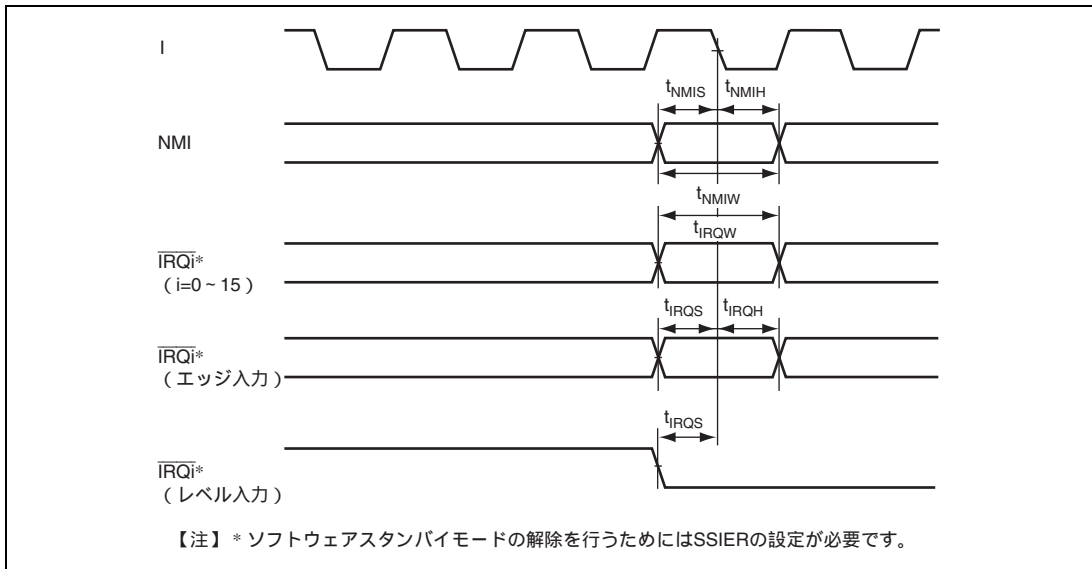 I
tNMIS tNMIH
NMI
tNMIW
tIRQW
IRQi*
(i=0~15)
tIRQS tIRQH
IRQi*
(エッジ入力)
tIRQS
IRQi*
(レベル入力)
【注】* ソフトウェアスタンバイモードの解除を行うためにはSSIERの設定が必要です。